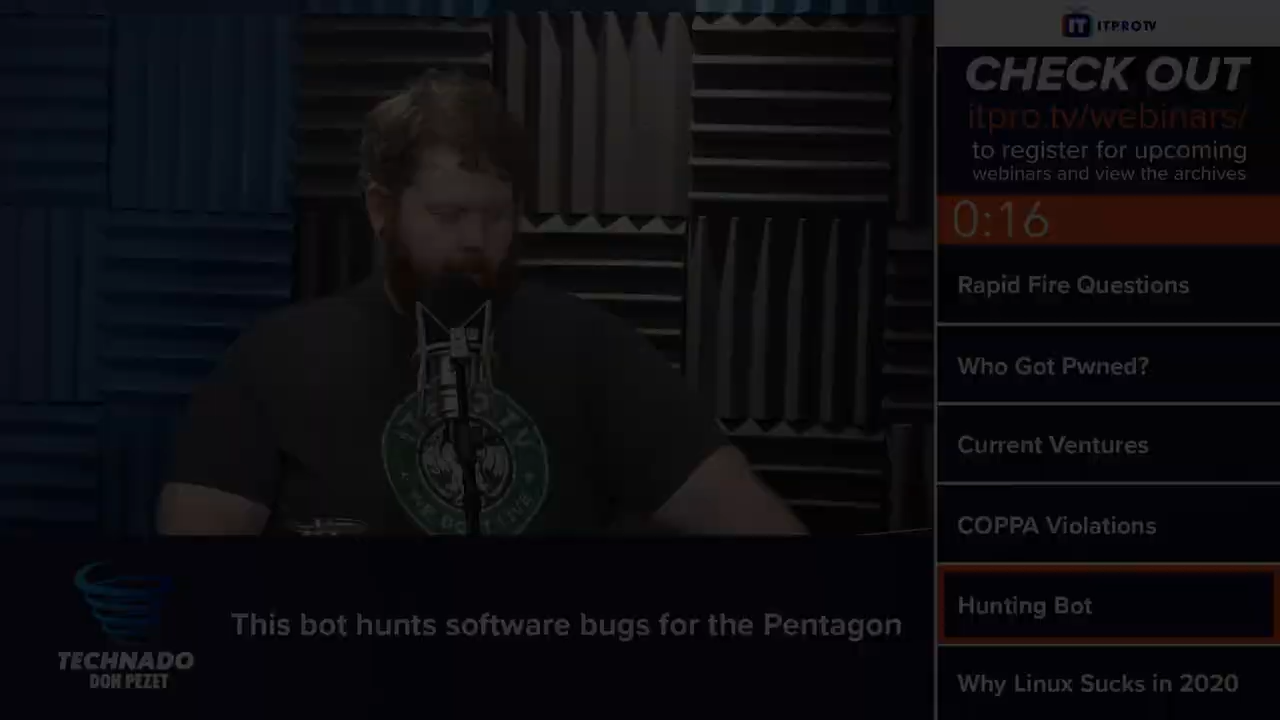 IT ITPROTV
CHECK OUT
itpro.tv/webinars/
to register for upcoming
webinars and view the archives
0:16
Rapid Fire Questions
Who Got Pwned?
Current Ventures
COPPA Violations
Hunting Bot
Why Linux Sucks in 2020
This bot hunts software bugs for the Pentagon
TECHNADO
DON PEZET